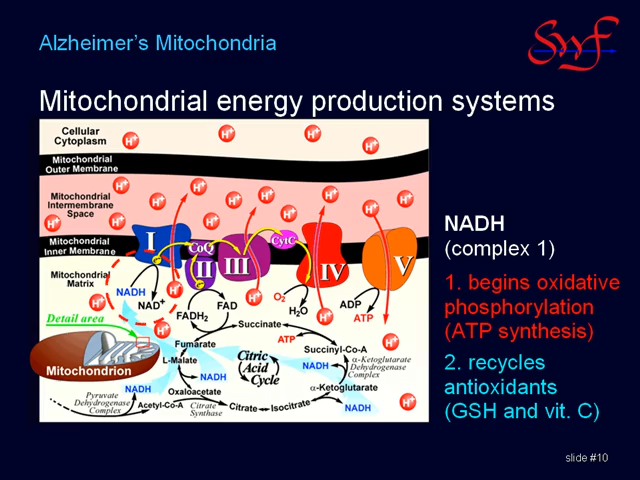 Alzheimer's Mitochondria
SWF
Mitochondrial energy production systems
Cellular
Cytoplasm
H+
H+
H+
H+
Mitochondrial
Outer Membrane
Mitochondrial
Intermembrane
Space
H+
H+
H+
H+
H+
H+
H+
H+
H+
H+
Mitochondrial
Inner Membrane
I
CoQ
II
III
CytC
IV
V
Mitochondrial
Matrix
NADH
NAD+
H+
H+
H+
H+
H+
Detail area
FADH2
FAD
O2
H2O
ADP
ATP
H+
H+
Mitochondrion
Succinate
Fumarate
ATP
Succinyl-Co-A
L-Malate
Citric
Acid
Cycle
α-Ketoglutarate
Dehydrogenase
Complex
NADH
NADH
NADH
Oxaloacetate
α-Ketoglutarate
Pyruvate
Dehydrogenase
Complex
Acetyl-Co-A
Citrate
Synthase
Citrate
Isocitrate
NADH
H+
NADH
(complex 1)
1. begins oxidative
phosphorylation
(ATP synthesis)
2. recycles
antioxidants
(GSH and vit. C)
slide #10